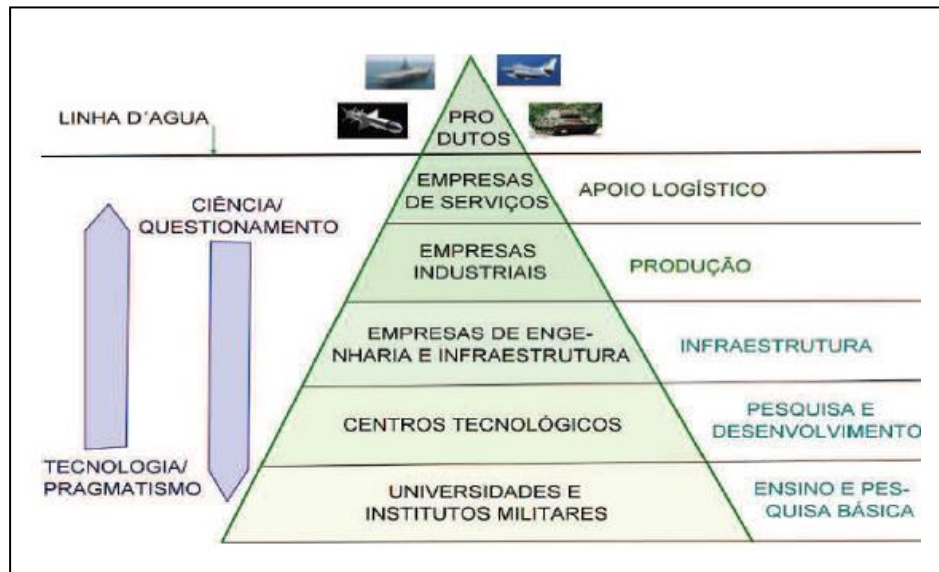 LINHA D´AGUA
PRO
DUTOS
EMPRESAS
DE SERVIÇOS
APOIO LOGÍSTICO
CIÊNCIA/
QUESTIONAMENTO
EMPRESAS
INDUSTRIAIS
PRODUÇÃO
EMPRESAS DE ENGE-
NHARIA E INFRAESTRUTURA
INFRAESTRUTURA
CENTROS TECNOLÓGICOS
PESQUISA E
DESENVOLVIMENTO
TECNOLOGIA/
PRAGMATISMO
UNIVERSIDADES E
INSTITUTOS MILITARES
ENSINO E PES-
QUISA BÁSICA